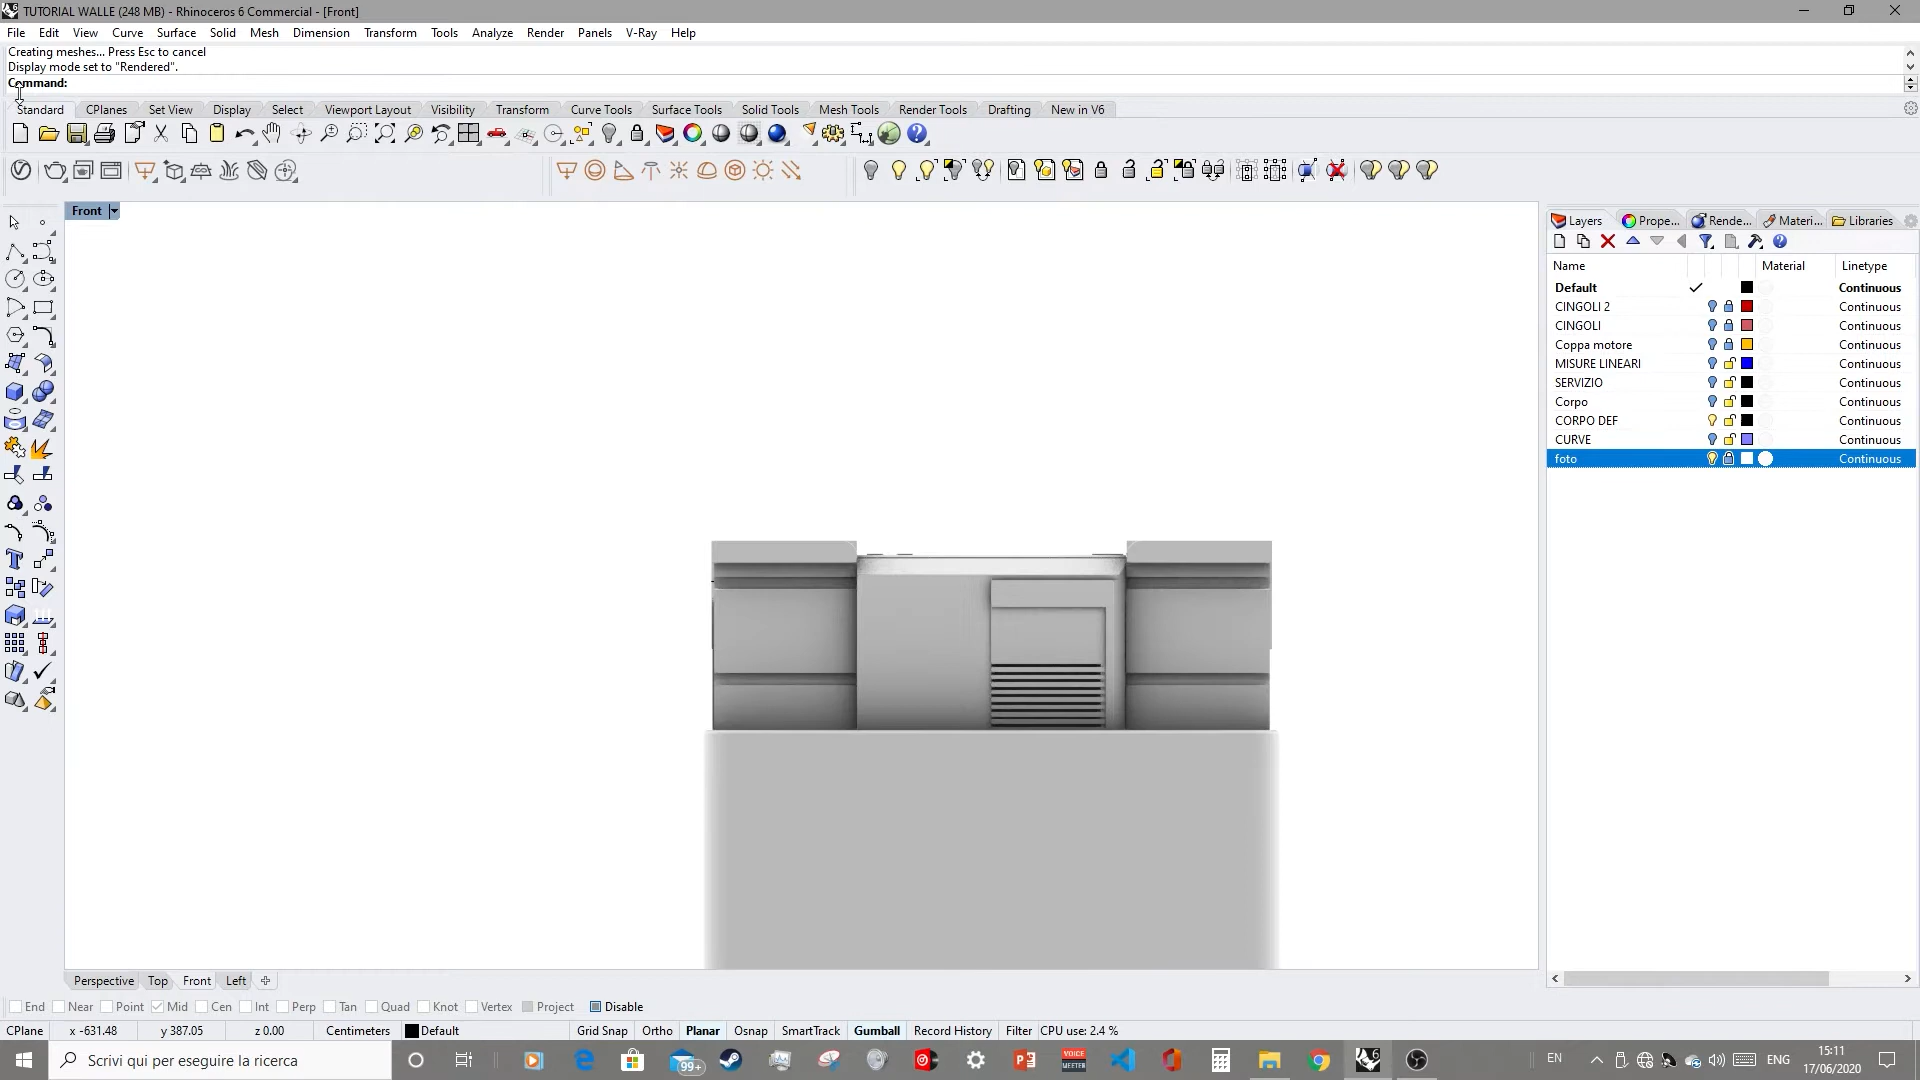 TUTORIAL WALLE (248 MB) - Rhinoceros 6 Commercial - [Front]
File Edit View Curve Surface Solid Mesh Dimension Transform Tools Analyze Render Panels V-Ray Help
Creating meshes... Press Esc to cancel
Display mode set to "Rendered".
Command:
Standard CPlanes Set View Display Select Viewport Layout Visibility Transform Curve Tools Surface Tools Solid Tools Mesh Tools Render Tools Drafting New in V6
Front
Layers Prope... Rende... Materi... Libraries
Name Material Linetype
Default Continuous
CINGOLI 2 Continuous
CINGOLI Continuous
Coppa motore Continuous
MISURE LINEARI Continuous
SERVIZIO Continuous
Corpo Continuous
CORPO DEF Continuous
CURVE Continuous
foto Continuous
Perspective Top Front Left
End Near Point Mid Cen Int Perp Tan Quad Knot Vertex Project Disable
CPlane x -631.48 y 387.05 z 0.00 Centimeters Default Grid Snap Ortho Planar Osnap SmartTrack Gumball Record History Filter CPU use: 2.4 %
Scrivi qui per eseguire la ricerca 99+ VOICE MEETER EN ENG 15:11
17/06/2020